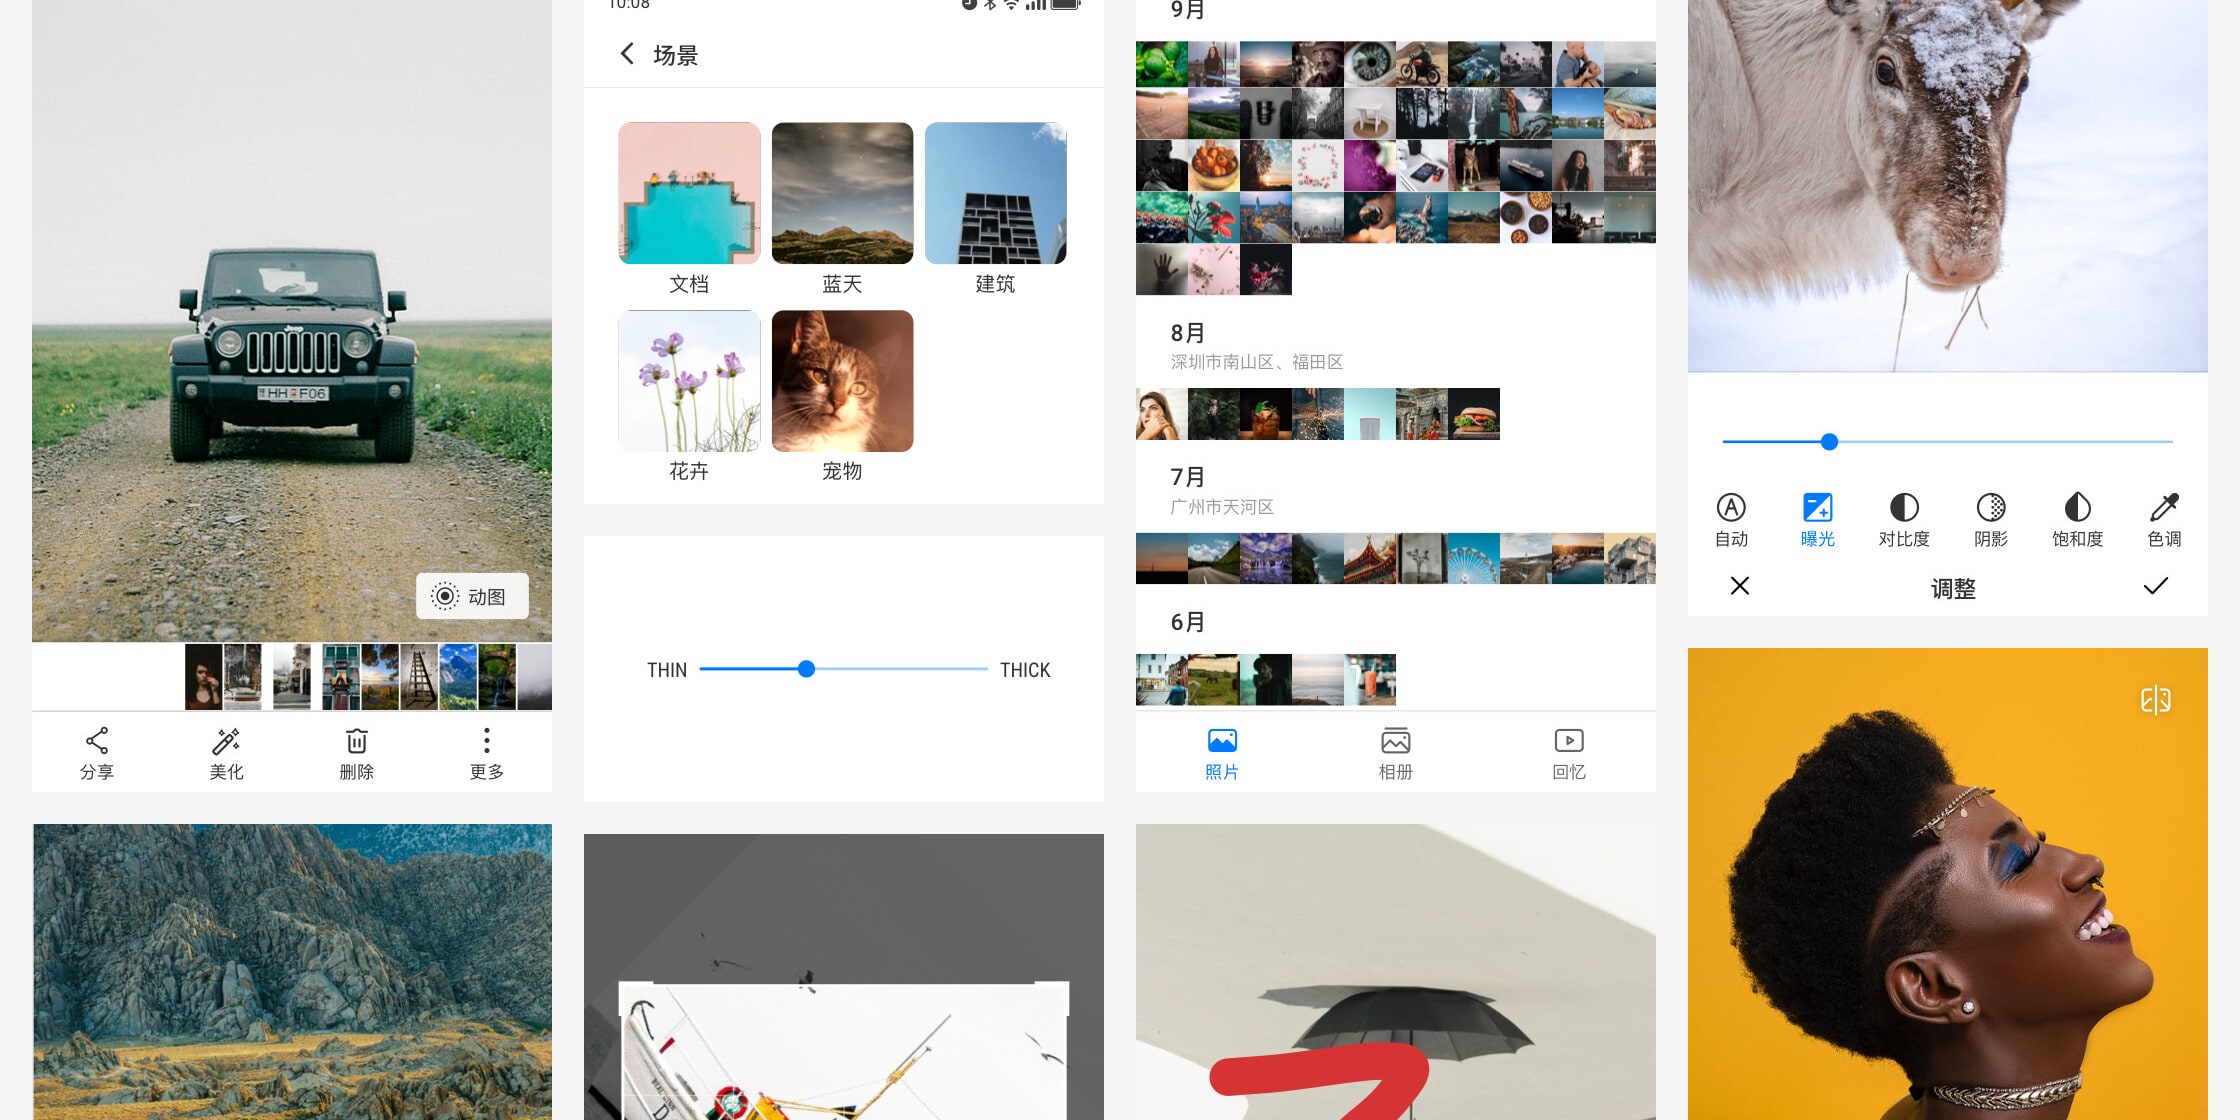 Jeep
HH F06
动图
分享
美化
删除
更多
10:08
场景
文档
蓝天
建筑
花卉
宠物
THIN
THICK
9月
8月
深圳市南山区、福田区
7月
广州市天河区
6月
照片
相册
回忆
自动
曝光
对比度
阴影
饱和度
色调
调整